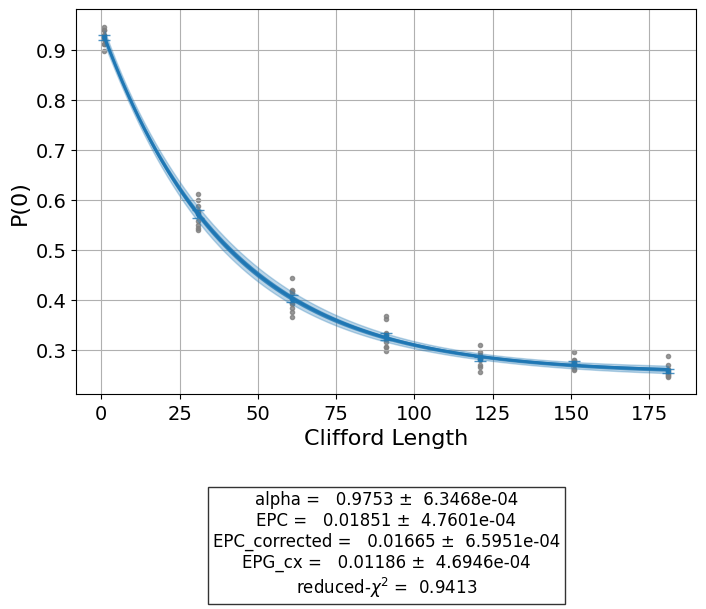 0.9
0.8
0.7
0.6
0.5
0.4
0.3
P(0)
0 25 50 75 100 125 150 175
Clifford Length
alpha = 0.9753 ± 6.3468e-04
EPC = 0.01851 ± 4.7601e-04
EPC_corrected = 0.01665 ± 6.5951e-04
EPG_cx = 0.01186 ± 4.6946e-04
reduced-χ² = 0.9413